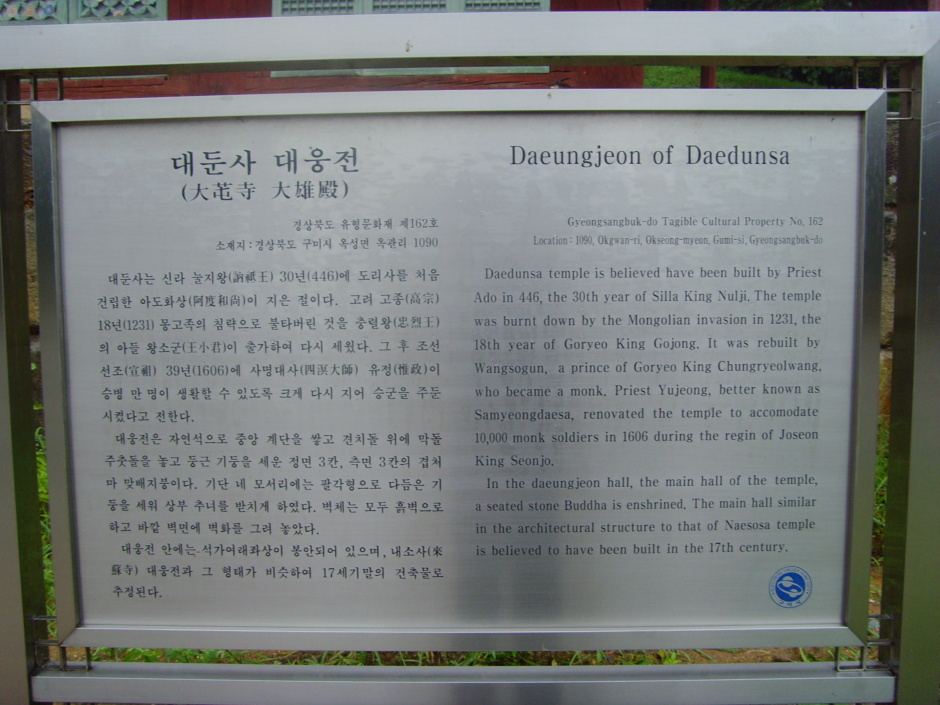 대둔사 대웅전
(大芚寺 大雄殿)
경상북도 유형문화재 제162호
소재지:경상북도 구미시 옥성면 옥관리 1090
대둔사는 신라 눌지왕(訥祗王) 30년(446)에 도리사를 처음
건립한 아도화상(阿度和尙)이 지은 절이다. 고려 고종(高宗)
18년(1231) 몽고족의 침략으로 불타버린 것을 충렬왕(忠烈王)
의 아들 왕소군(王小君)이 출가하여 다시 세웠다. 그 후 조선
선조(宣祖) 39년(1606)에 사명대사(四溟大師) 유정(惟政)이
승병 만 명이 생활할 수 있도록 크게 다시 지어 승군을 주둔
시켰다고 전한다.
대웅전은 자연석으로 중앙 계단을 쌓고 견치돌 위에 막돌
주춧돌을 놓고 둥근 기둥을 세운 정면 3칸, 측면 3칸의 겹처
마 맞배지붕이다. 기단 네 모서리에는 팔각형으로 다듬은 기
둥을 세워 상부 추녀를 받치게 하였다. 벽체는 모두 흙벽으로
하고 바깥 벽면에 벽화를 그려 놓았다.
대웅전 안에는 석가여래좌상이 봉안되어 있으며, 내소사(來
蘇寺) 대웅전과 그 형태가 비슷하여 17세기말의 건축물로
추정된다.
Daeungjeon of Daedunsa
Gyeongsangbuk-do Tagible Cultural Property No. 162
Location : 1090, Okgwan-ri, Okseong-myeon, Gumi-si, Gyeongsangbuk-do
Daedunsa temple is believed have been built by Priest
Ado in 446, the 30th year of Silla King Nulji. The temple
was burnt down by the Mongolian invasion in 1231, the
18th year of Goryeo King Gojong. It was rebuilt by
Wangsogun, a prince of Goryeo King Chungryeolwang,
who became a monk. Priest Yujeong, better known as
Samyeongdaesa, renovated the temple to accomodate
10,000 monk soldiers in 1606 during the regin of Joseon
King Seonjo.
In the daeungjeon hall, the main hall of the temple,
a seated stone Buddha is enshrined. The main hall similar
in the architectural structure to that of Naesosa temple
is believed to have been built in the 17th century.